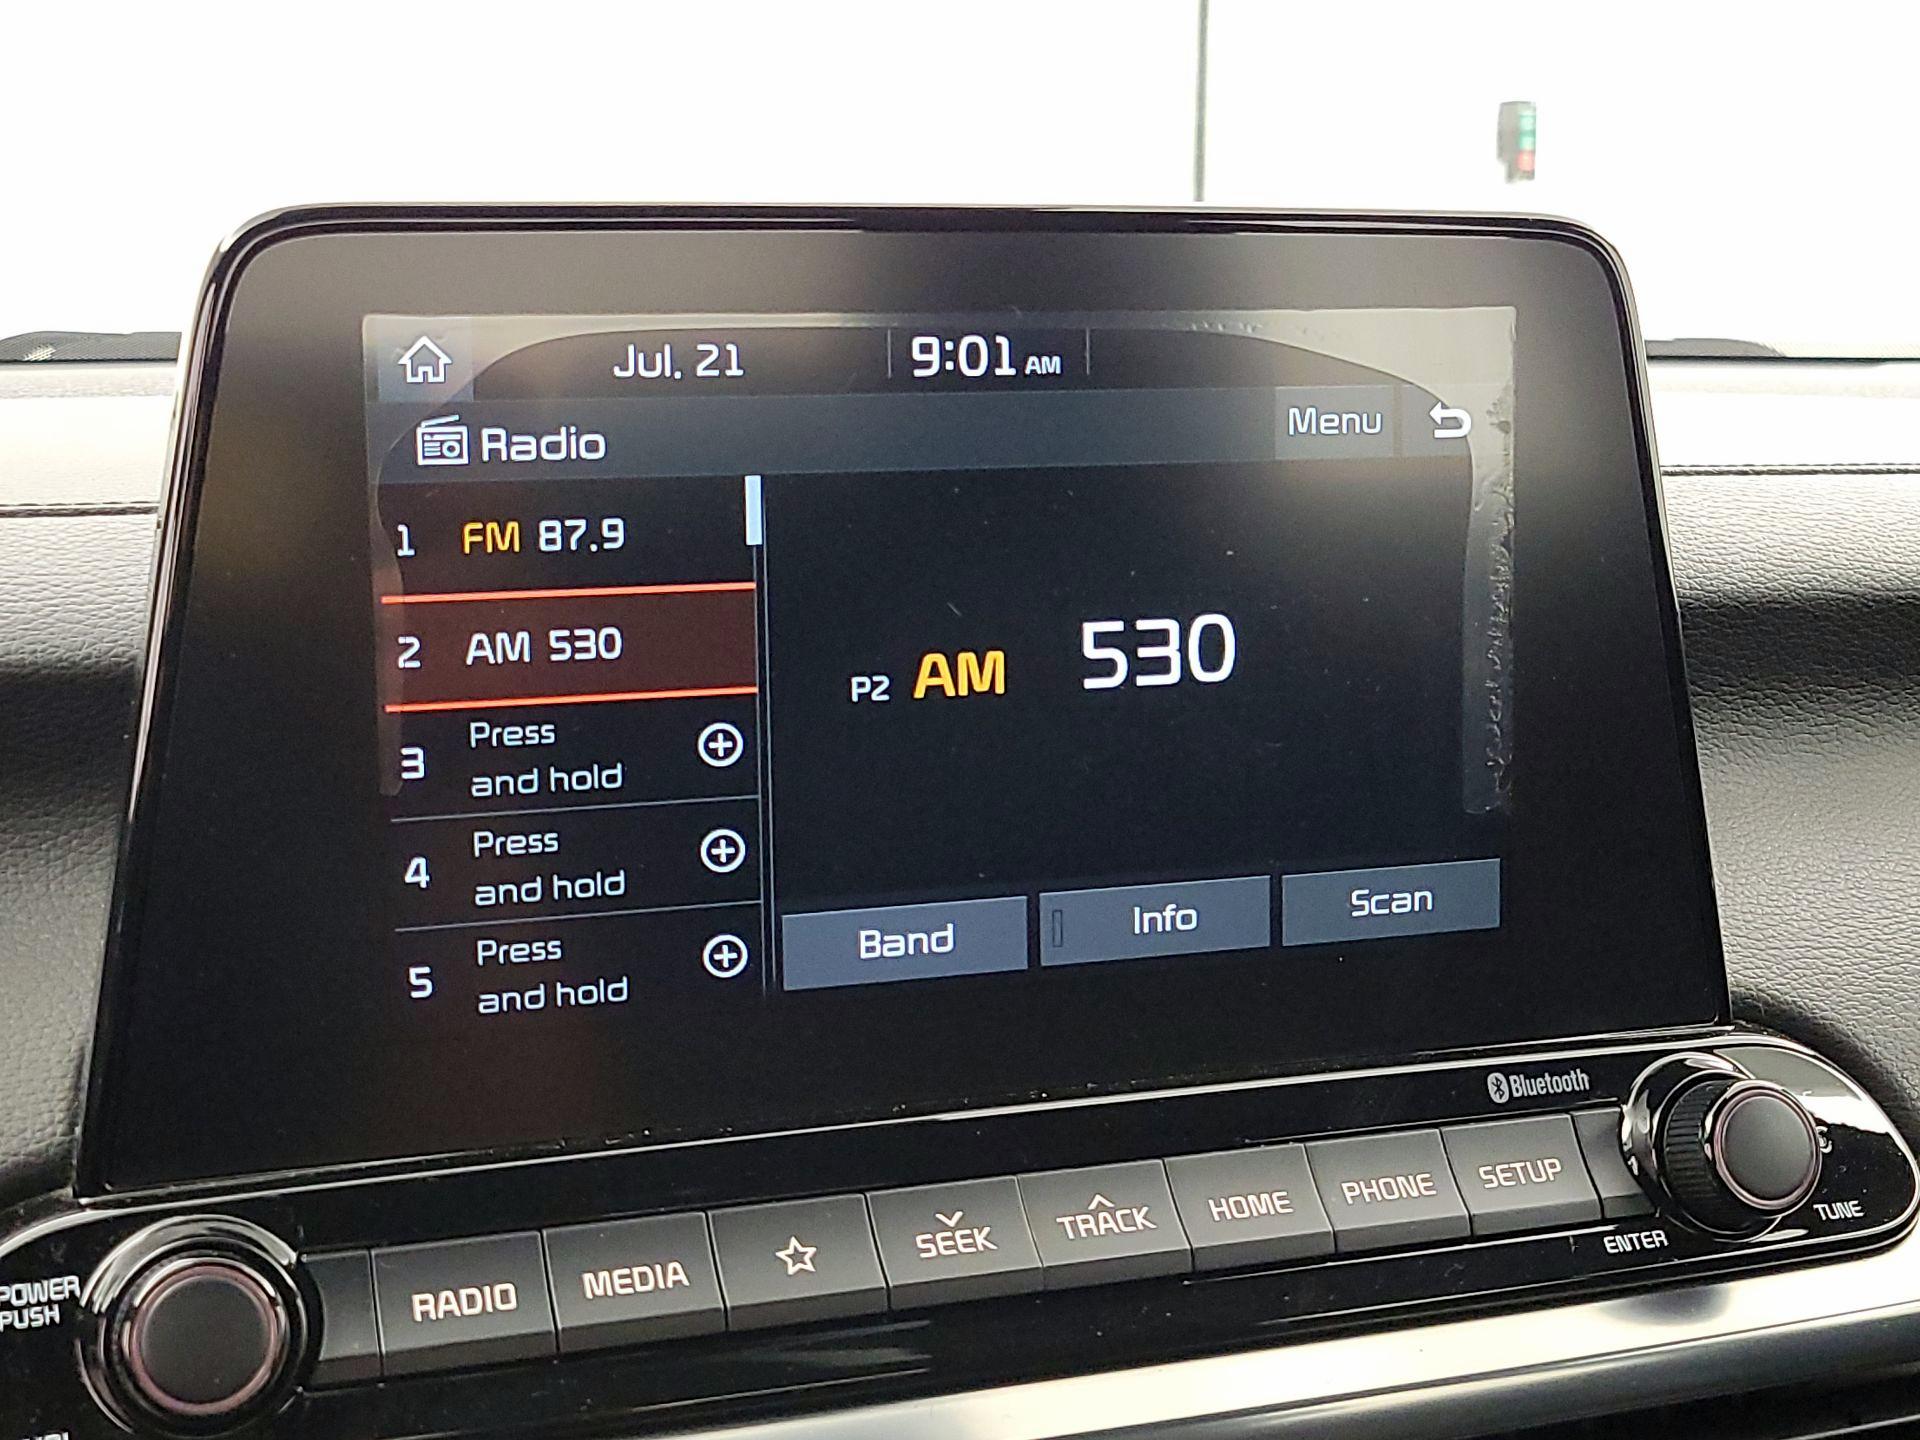 Jul. 21
9:01 AM
Radio
Menu
1 FM 87.9
2 AM 530
3 Press
and hold
4 Press
and hold
5 Press
and hold
P2 AM 530
Band
Info
Scan
Bluetooth
POWER
PUSH
RADIO
MEDIA
SEEK
TRACK
HOME
PHONE
SETUP
ENTER
TUNE